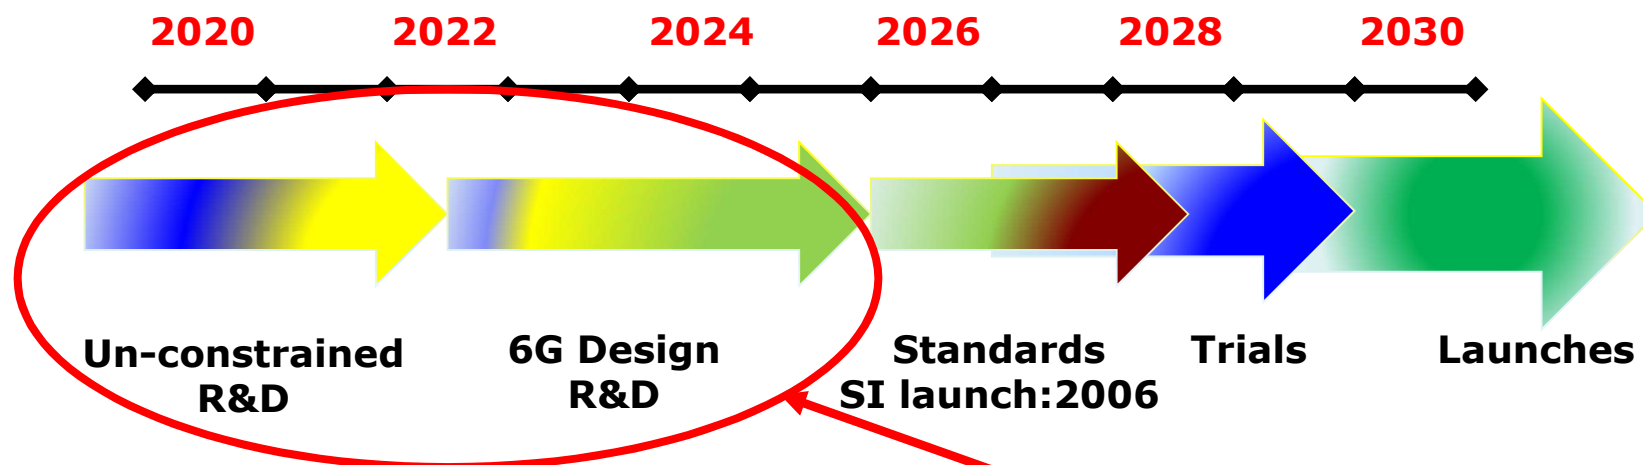 2020 2022 2024 2026 2028 2030
Un-constrained
R&D
6G Design
R&D
Standards
SI launch:2006
Trials
Launches